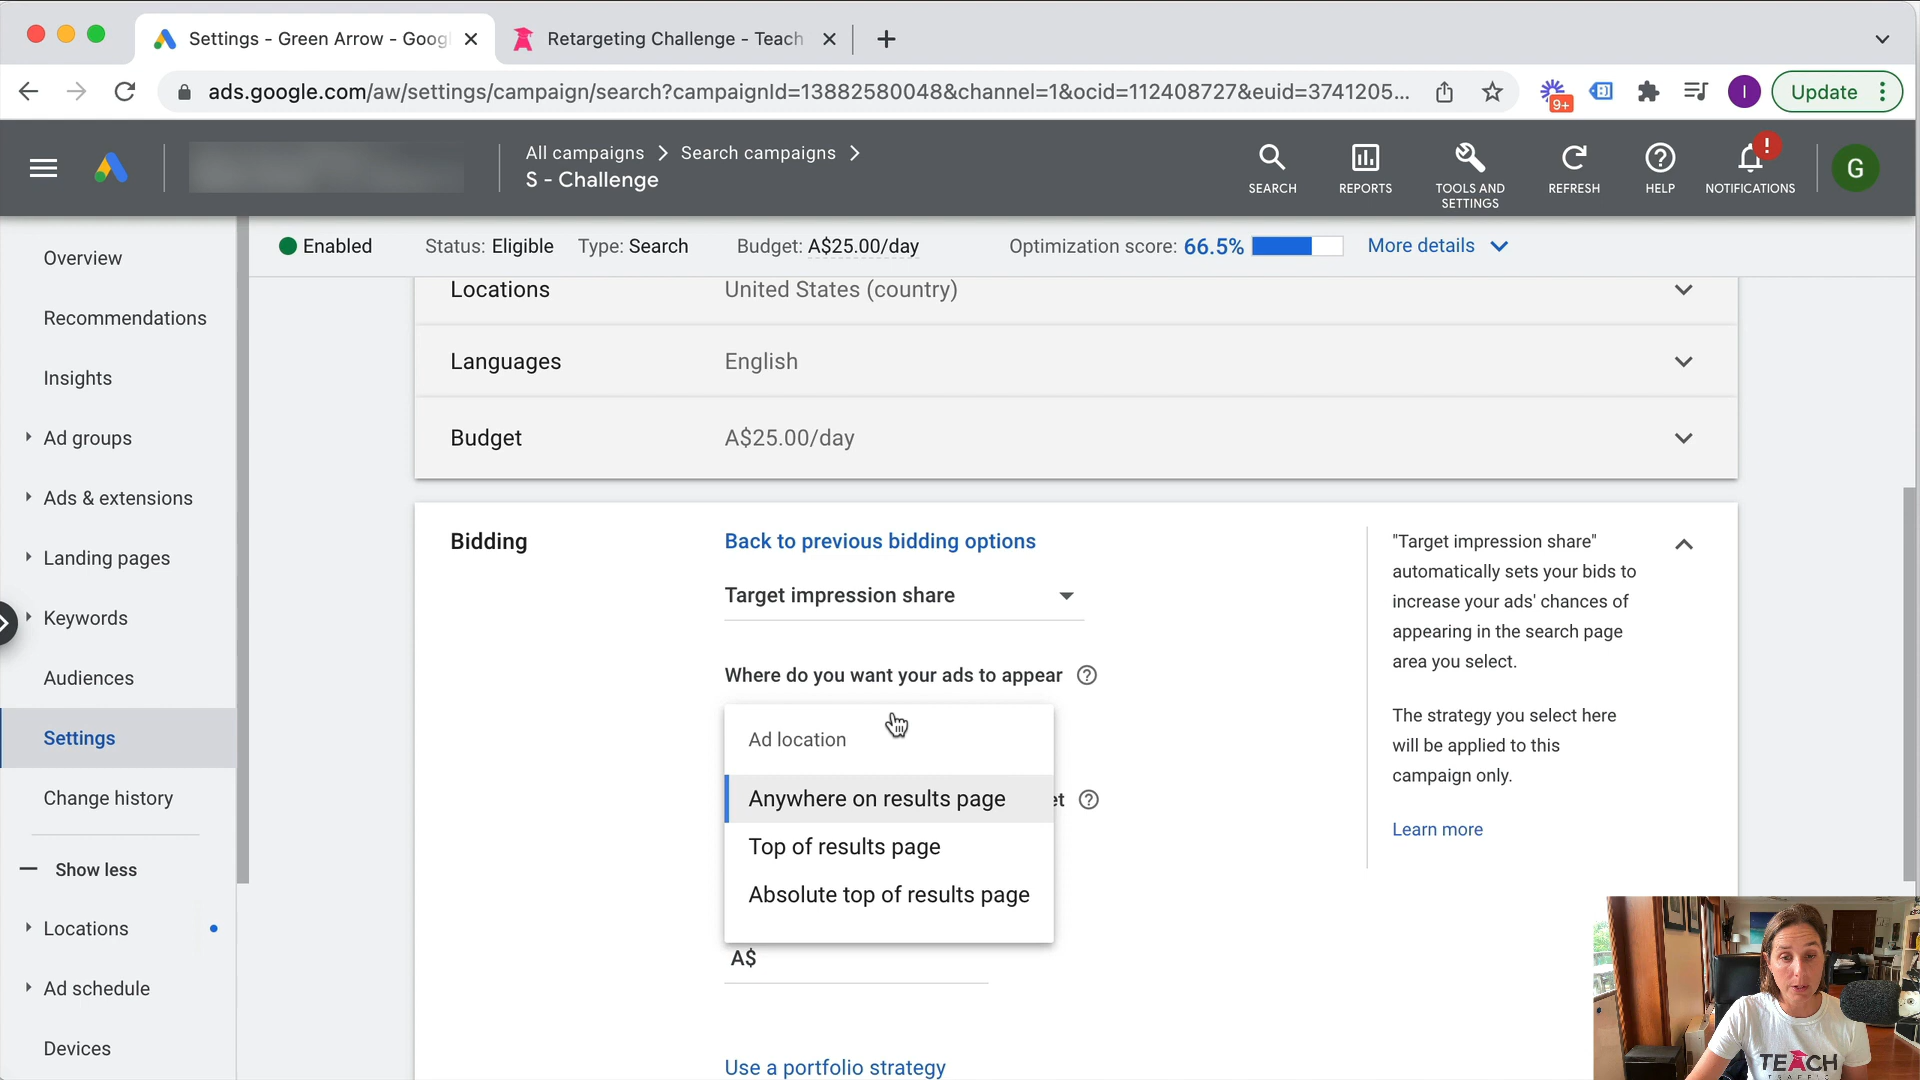 Settings - Green Arrow - Goog
Retargeting Challenge - Teach
ads.google.com/aw/settings/campaign/search?campaignId=13882580048&channel=1&ocid=112408727&euid=3741205...
9+
I
Update
All campaigns
Search campaigns
S - Challenge
SEARCH
REPORTS
TOOLS AND
SETTINGS
REFRESH
HELP
!
NOTIFICATIONS
G
Enabled
Status: Eligible
Type: Search
Budget: A$25.00/day
Optimization score: 66.5%
More details
Overview
Recommendations
Insights
Ad groups
Ads & extensions
Landing pages
Keywords
Audiences
Settings
Change history
Show less
Locations
Ad schedule
Devices
Locations
United States (country)
Languages
English
Budget
A$25.00/day
Bidding
Back to previous bidding options
Target impression share
Where do you want your ads to appear
Ad location
Anywhere on results page
et
Top of results page
Absolute top of results page
A$
Use a portfolio strategy
"Target impression share"
automatically sets your bids to
increase your ads' chances of
appearing in the search page
area you select.
The strategy you select here
will be applied to this
campaign only.
Learn more
TEACH
TRAFFIC